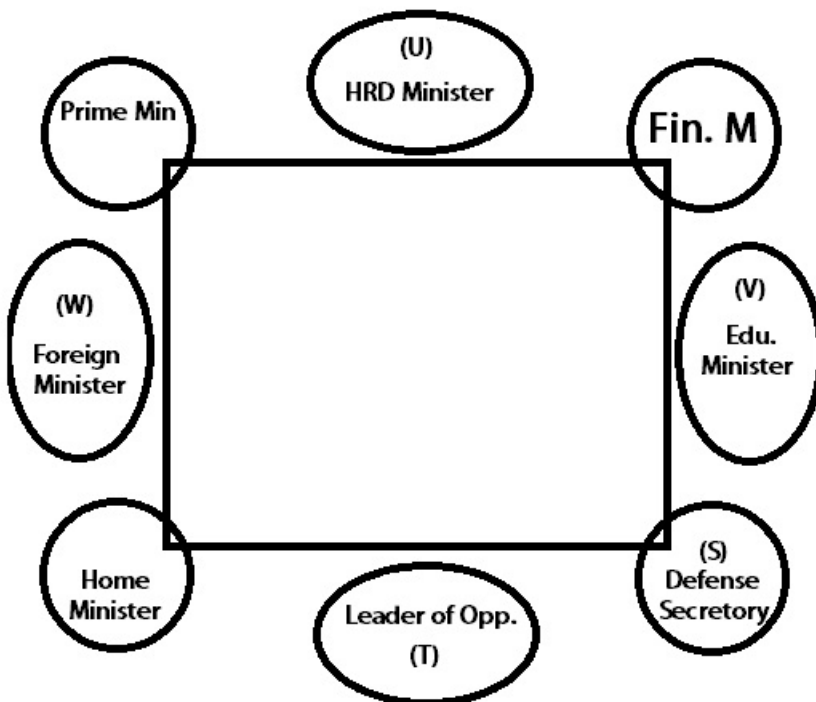 (U)
HRD Minister
Prime Min
Fin. M
(W)
Foreign
Minister
(V)
Edu.
Minister
Home
Minister
Leader of Opp.
(T)
(S)
Defense
Secretory